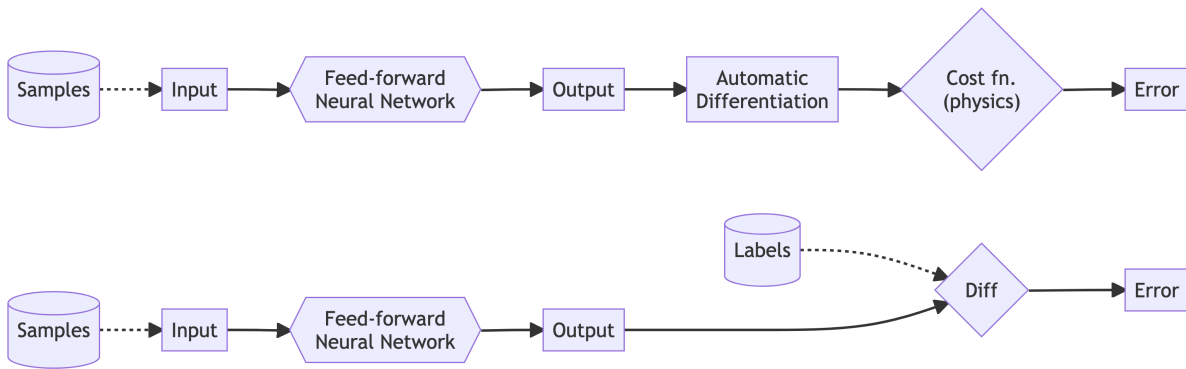 Samples
Input
Feed-forward
Neural Network
Output
Automatic
Differentiation
Cost fn.
(physics)
Error
Labels
Samples
Input
Feed-forward
Neural Network
Output
Diff
Error